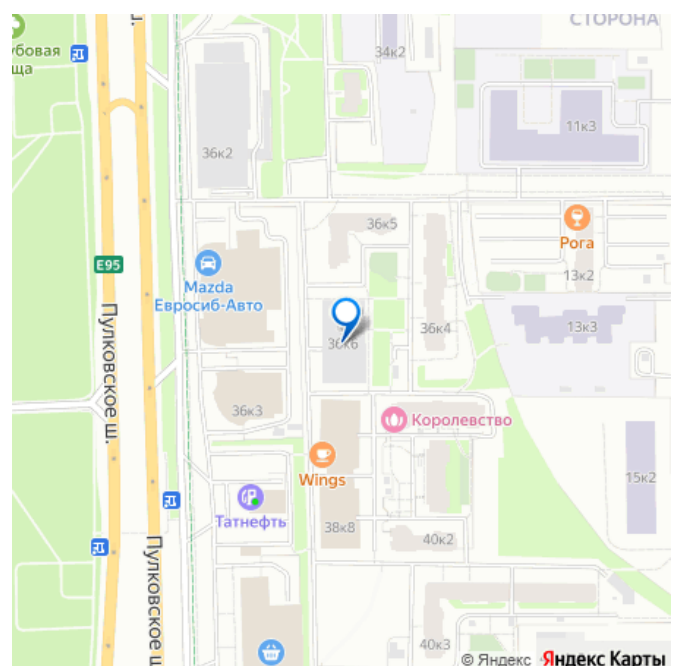 ш.
СТОРОНА
убовая
ща
34к2
11к3
36к2
36к5
Рога
13к2
E95
Mazda
Евросиб-Авто
Пулковское ш.
36к6
36к4
13к3
36к3
Королевство
Wings
15к2
Татнефть
38к8
40к2
Пулковское ш
40к3
© Яндекс Яндекс Карты